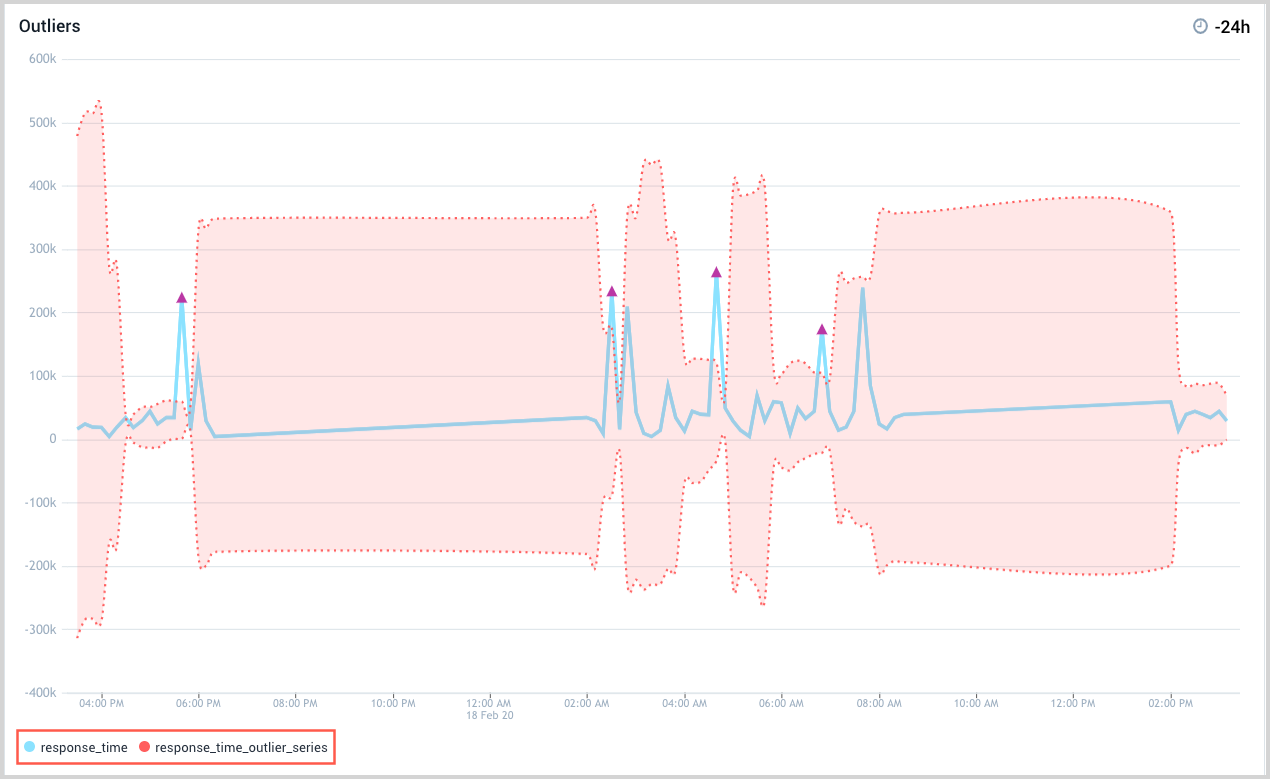 Outliers
-24h
600k
500k
400k
300k
200k
100k
0
-100k
-200k
-300k
-400k
04:00 PM 06:00 PM 08:00 PM 10:00 PM 12:00 AM 02:00 AM 04:00 AM 06:00 AM 08:00 AM 10:00 AM 12:00 PM 02:00 PM
18 Feb 20
response_time response_time_outlier_series